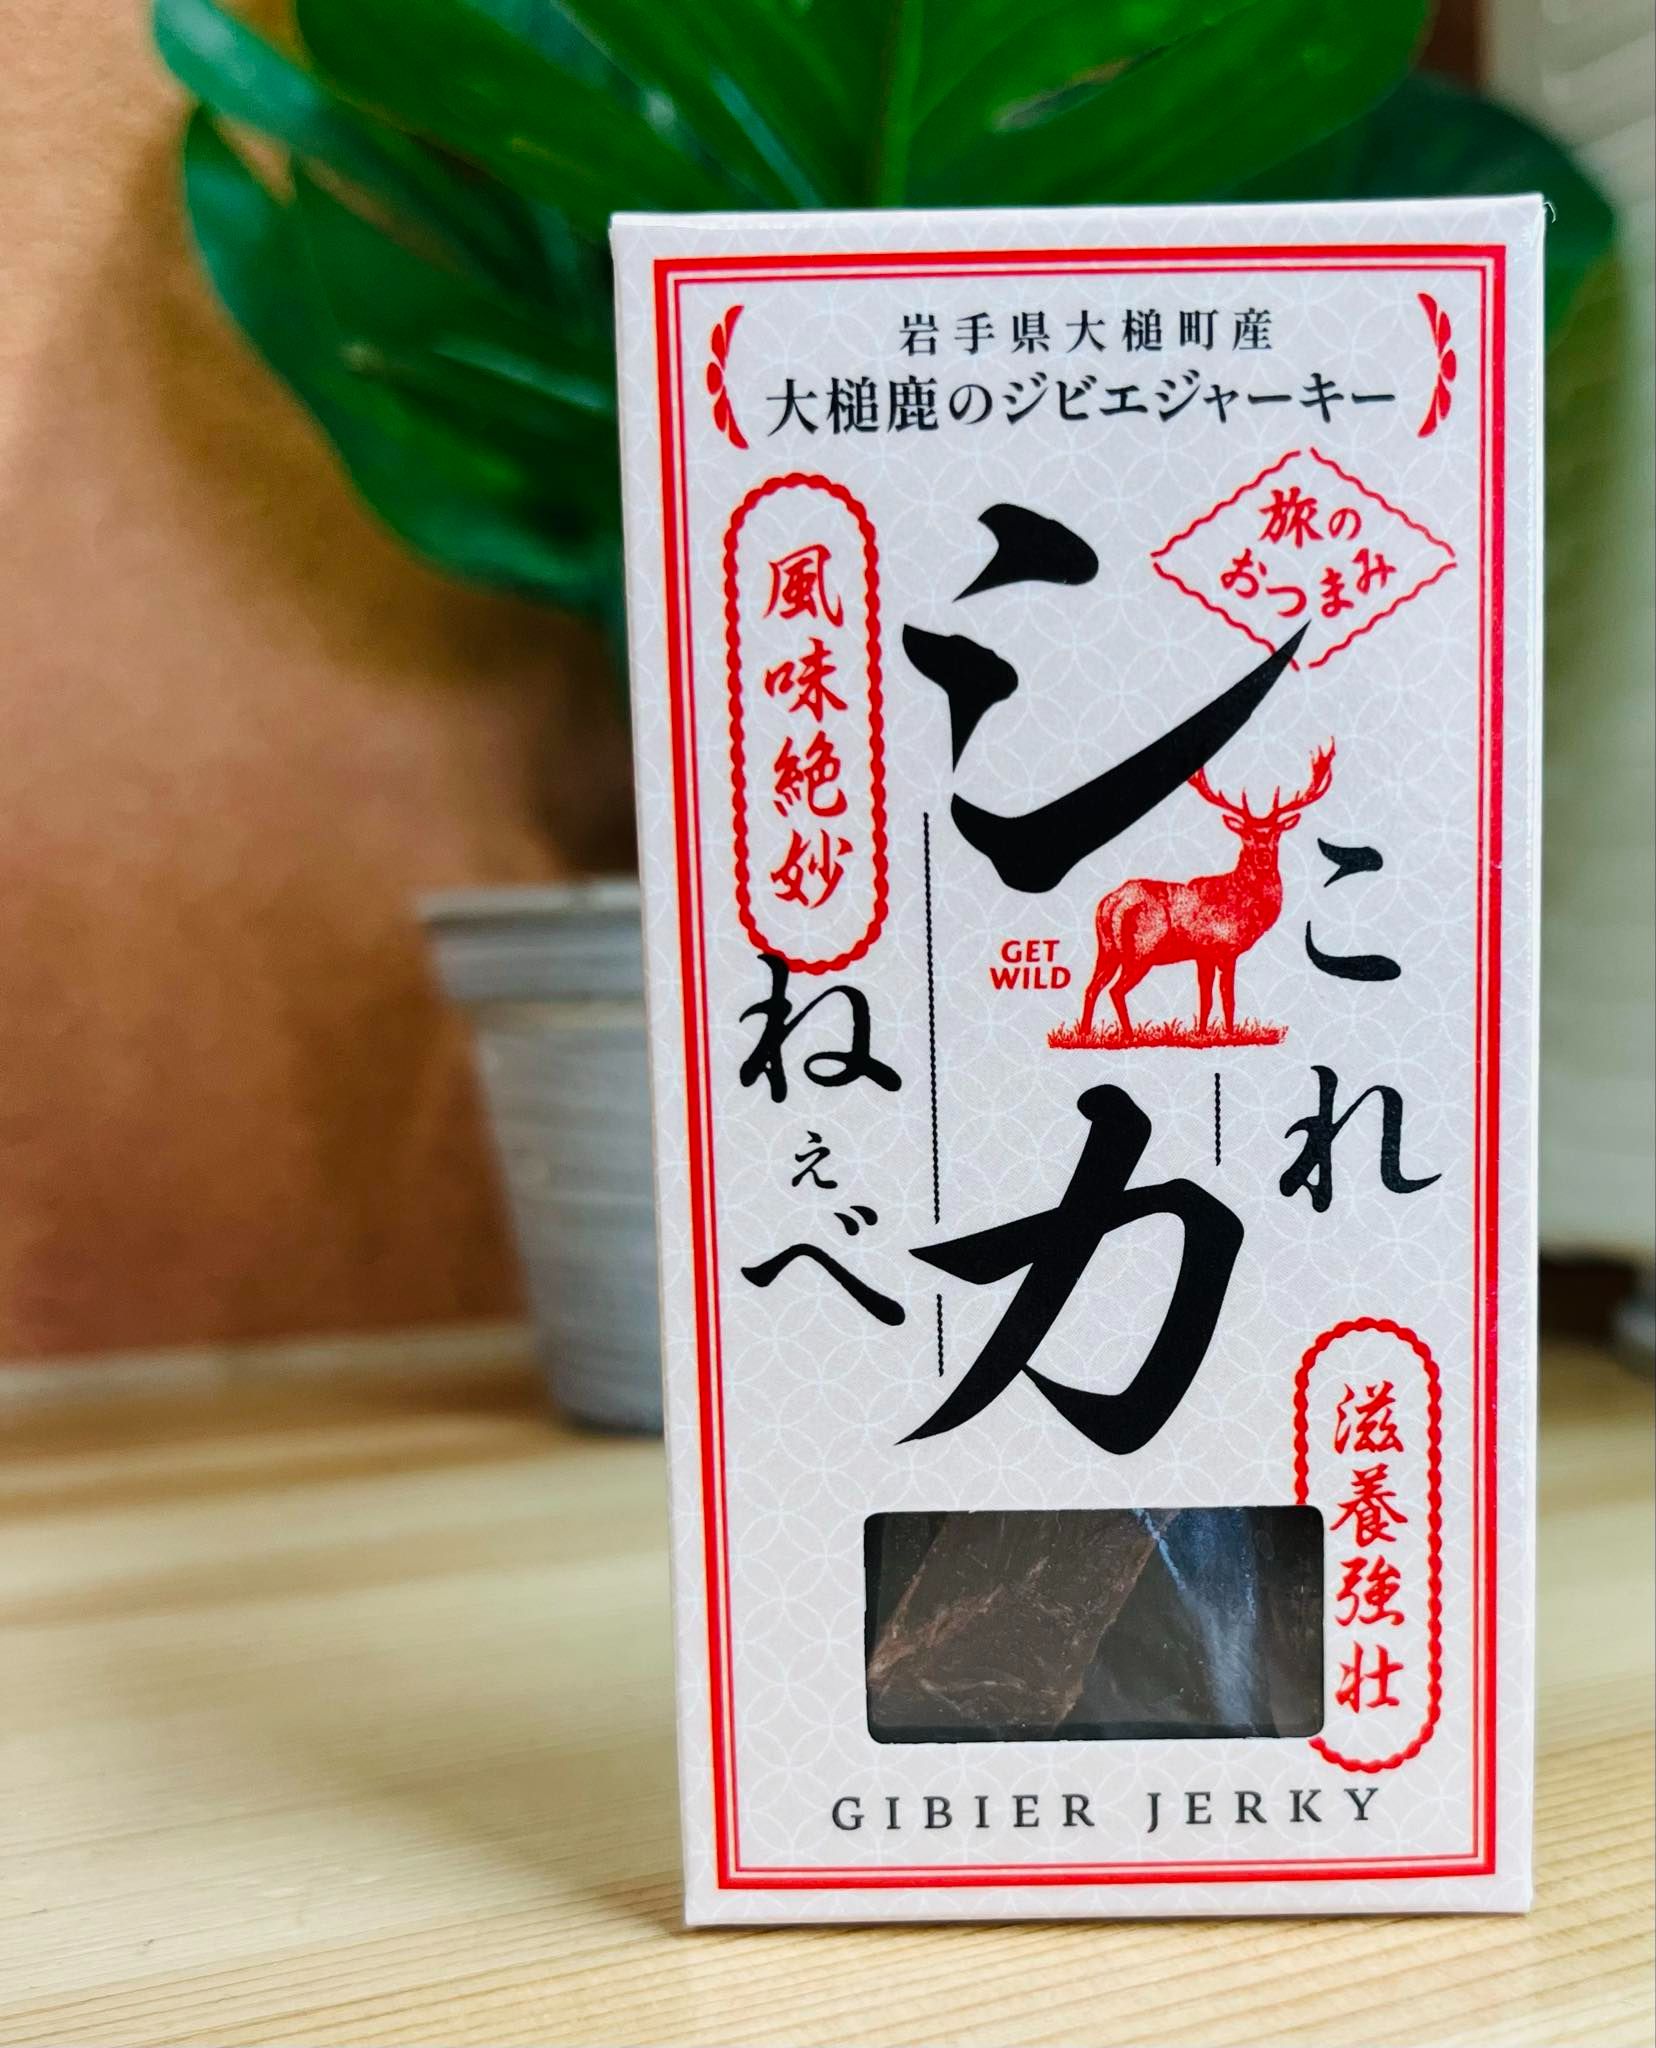 岩手県大槌町産
大槌鹿のジビエジャーキー
旅の
おつまみ
これ
シカ
ねぇべ
風味絶妙
GET
WILD
滋養強壮
GIBIER JERKY